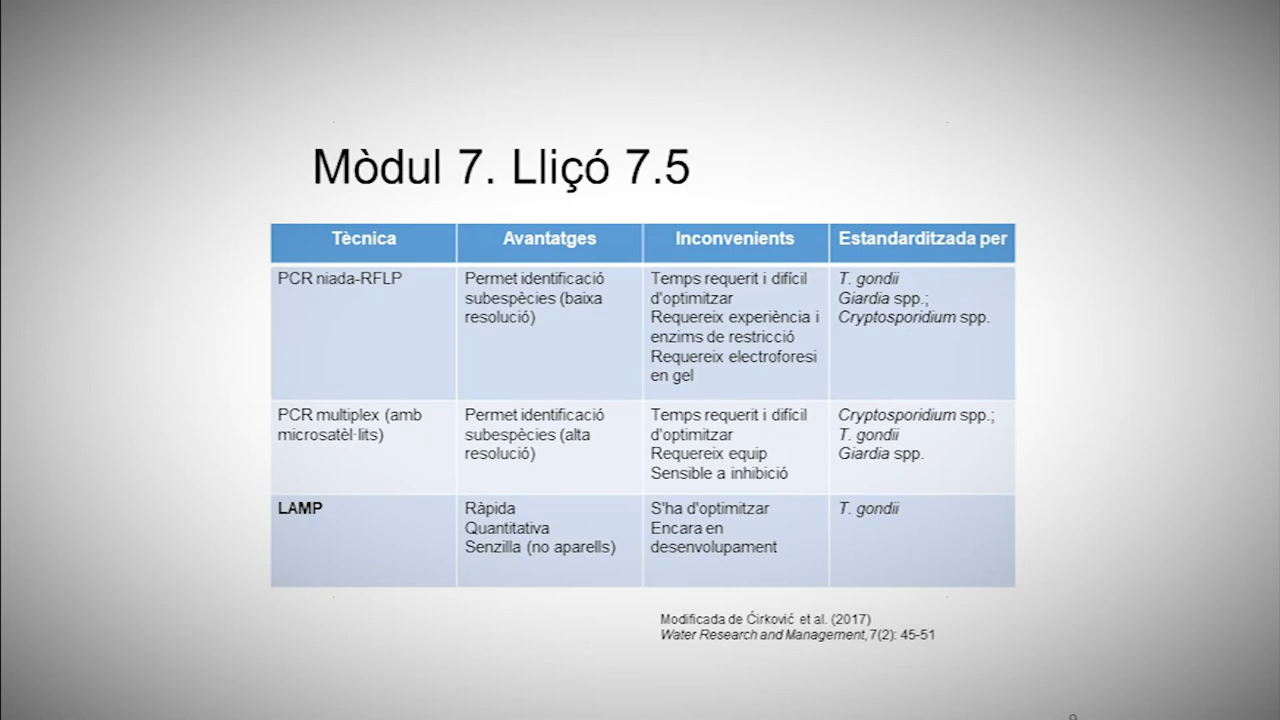 Mòdul 7. Lliçó 7.5
Tècnica
Avantatges
Inconvenients
Estandarditzada per
PCR niada-RFLP
Permet identificació
subespècies (baixa
resolució)
Temps requerit i difícil
d'optimitzar
Requereix experiència i
enzims de restricció
Requereix electroforesi
en gel
T. gondii
Giardia spp.;
Cryptosporidium spp.
PCR multiplex (amb
microsatèl·lits)
Permet identificació
subespècies (alta
resolució)
Temps requerit i difícil
d'optimitzar
Requereix equip
Sensible a inhibició
Cryptosporidium spp.;
T. gondii
Giardia spp.
LAMP
Ràpida
Quantitativa
Senzilla (no aparells)
S'ha d'optimitzar
Encara en
desenvolupament
T. gondii
Modificada de Ćirković et al. (2017)
Water Research and Management, 7(2): 45-51